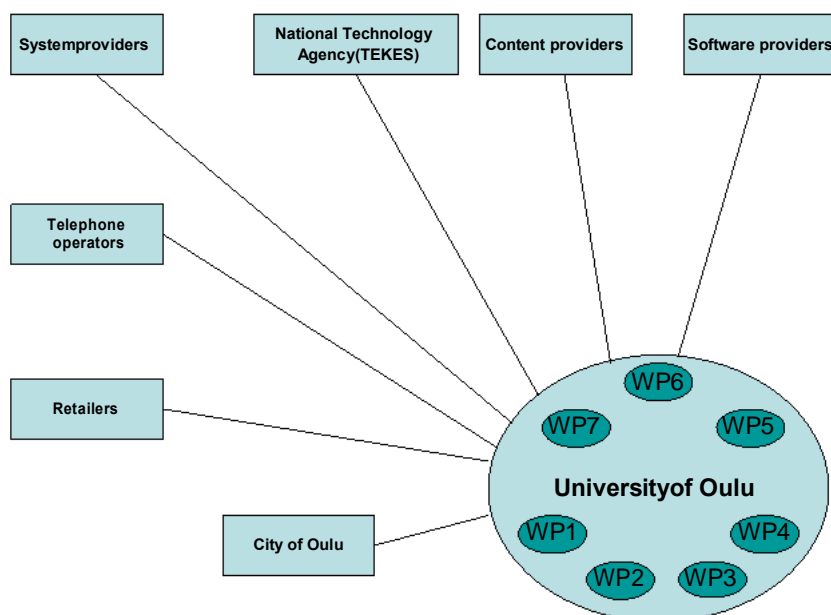 Systemproviders
National Technology
Agency(TEKES)
Content providers
Software providers
Telephone
operators
Retailers
City of Oulu
WP6
WP7
WP5
Universityof Oulu
WP1
WP4
WP2
WP3